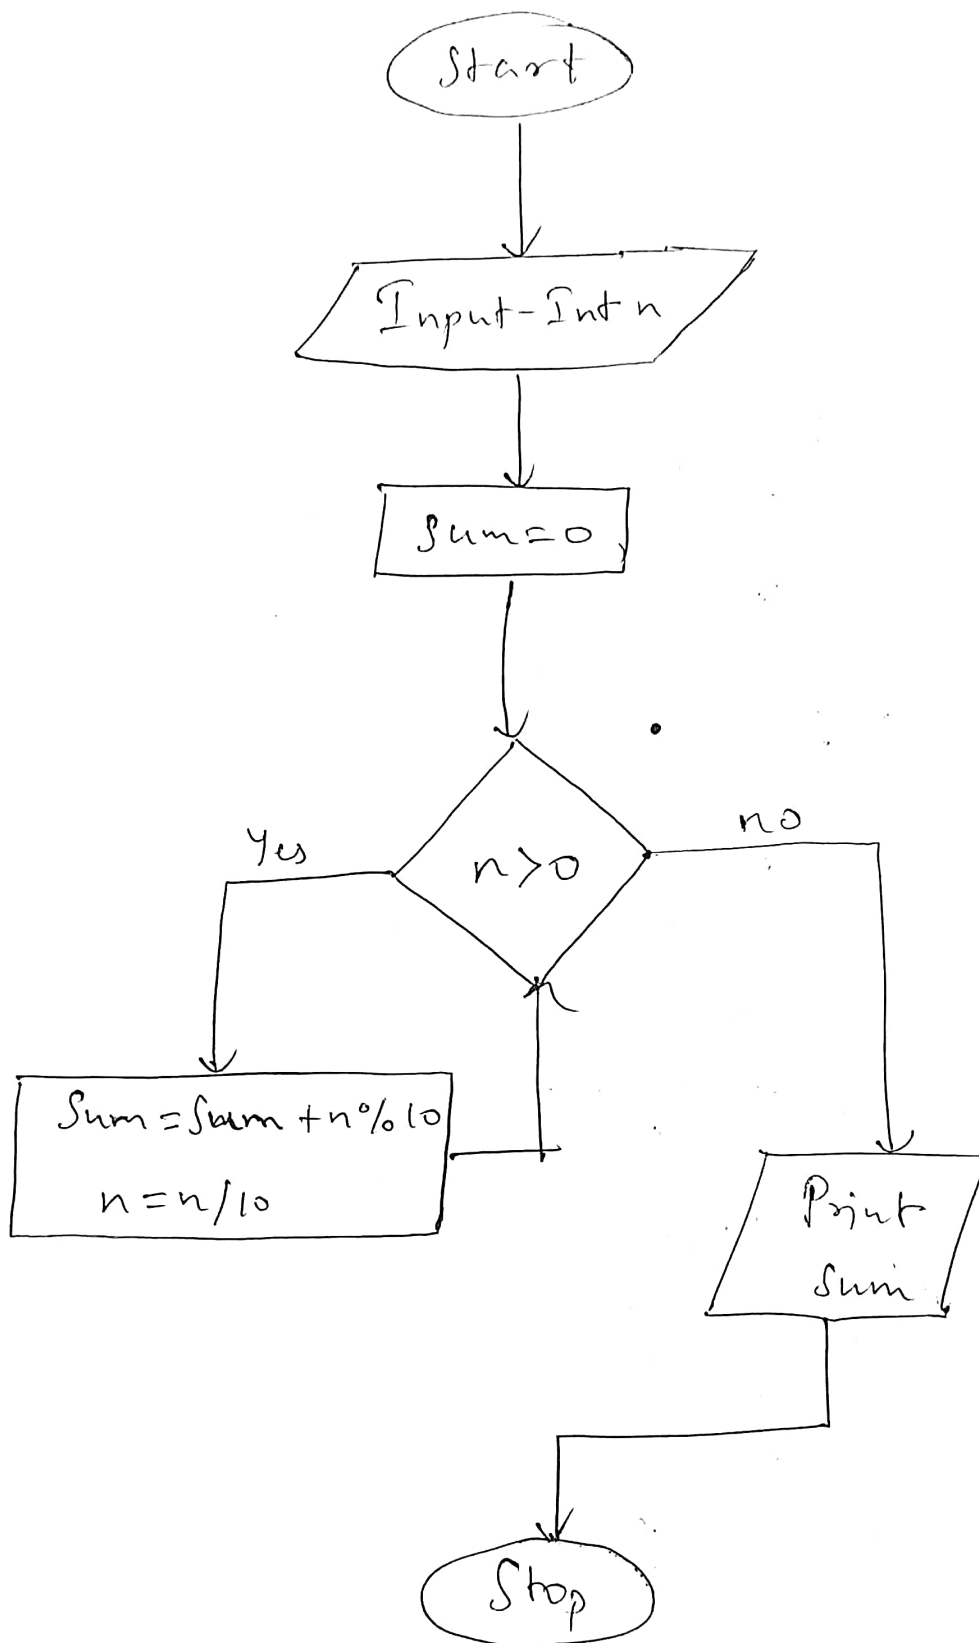 Start
Input-Int n
Sum=0
n>0
Yes
no
Sum=Sum+n%10
n=n/10
Print
Sum
Stop